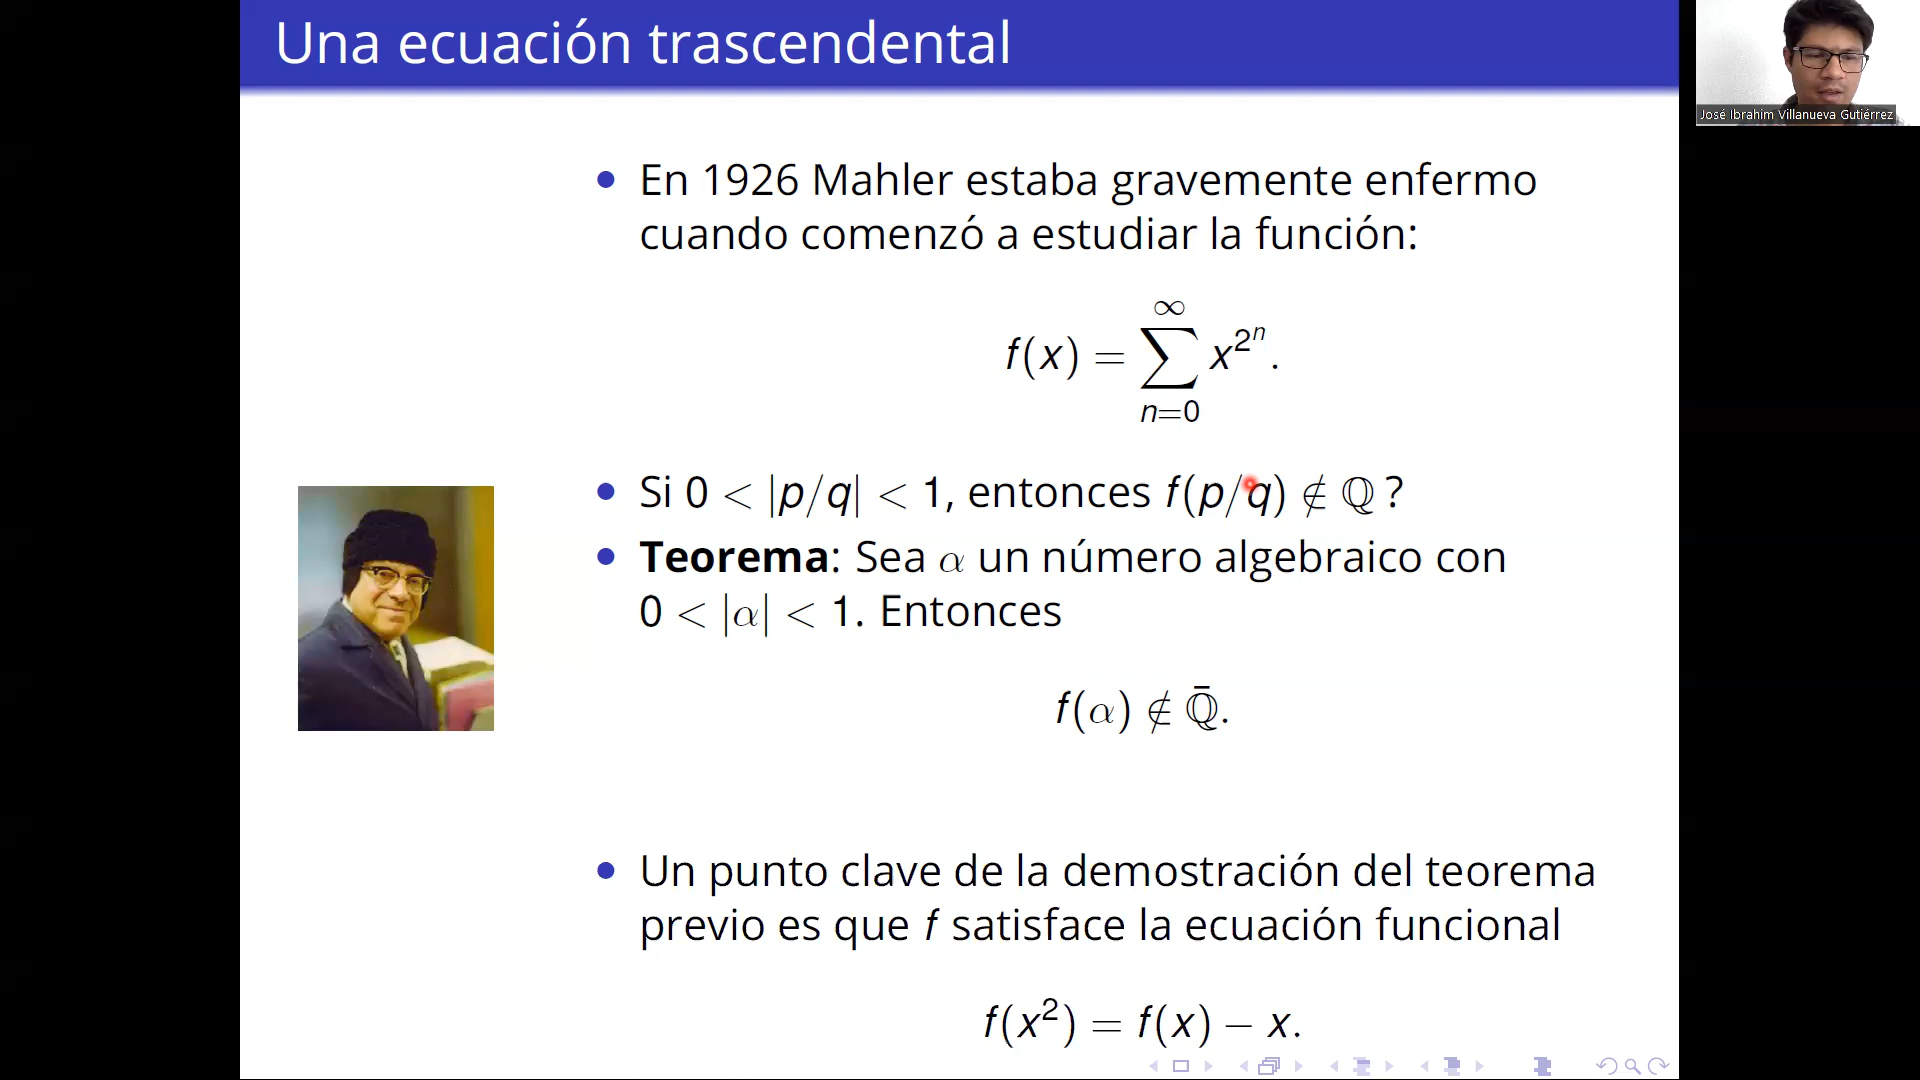 Una ecuación trascendental
José Ibrahim Villanueva Gutiérrez
• En 1926 Mahler estaba gravemente enfermo
cuando comenzó a estudiar la función:
f(x) = ∑_{n=0}^{∞} x^{2^n}.
• Si 0 < |p/q| < 1, entonces f(p/q) ∉ ℚ ?
• Teorema: Sea α un número algebraico con
0 < |α| < 1. Entonces
f(α) ∉ ℚ̄.
• Un punto clave de la demostración del teorema
previo es que f satisface la ecuación funcional
f(x²) = f(x) − x.